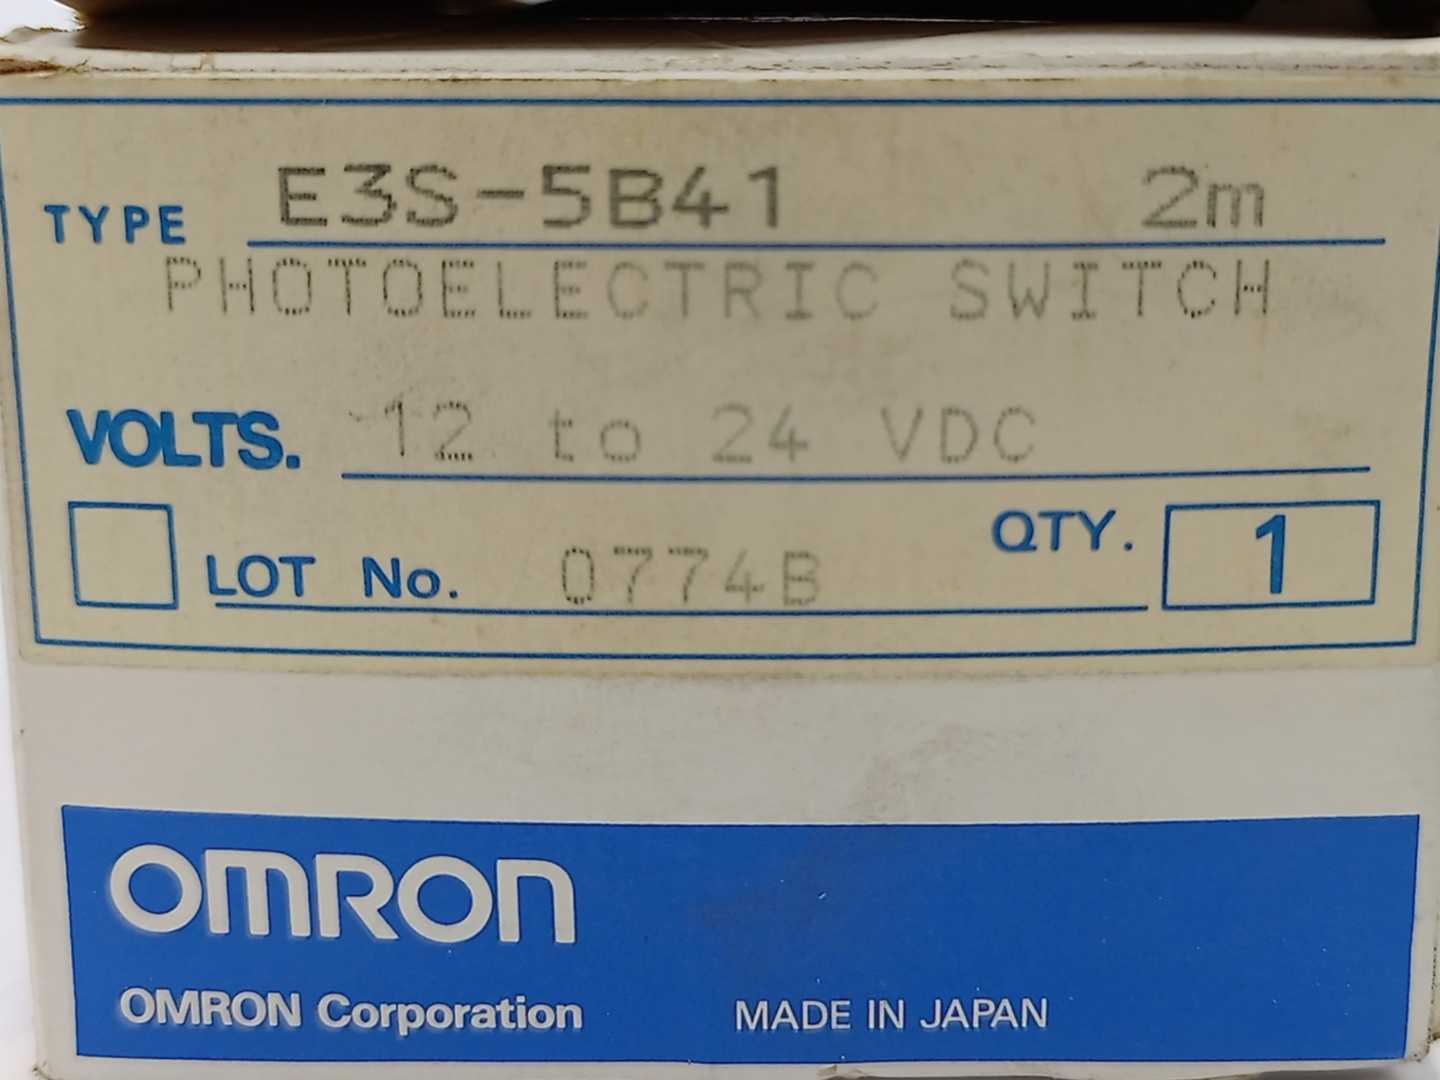 TYPE E3S-5B41 2m
PHOTOELECTRIC SWITCH
VOLTS. 12 to 24 VDC
QTY. 1
LOT No. 0774B
OMRON
OMRON Corporation MADE IN JAPAN